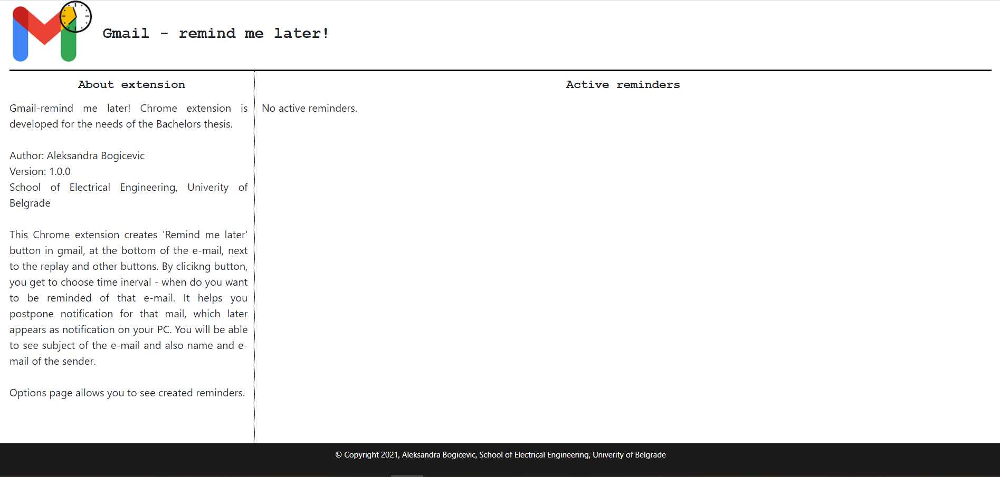 Gmail - remind me later!
About extension
Gmail-remind me later! Chrome extension is
developed for the needs of the Bachelors thesis.
Author: Aleksandra Bogicevic
Version: 1.0.0
School of Electrical Engineering, Univerity of
Belgrade
This Chrome extension creates 'Remind me later'
button in gmail, at the bottom of the e-mail, next
to the replay and other buttons. By clicikng button,
you get to choose time inerval - when do you want
to be reminded of that e-mail. It helps you
postpone notification for that mail, which later
appears as notification on your PC. You will be able
to see subject of the e-mail and also name and e-
mail of the sender.
Options page allows you to see created reminders.
Active reminders
No active reminders.
© Copyright 2021, Aleksandra Bogicevic, School of Electrical Engineering, Univerity of Belgrade